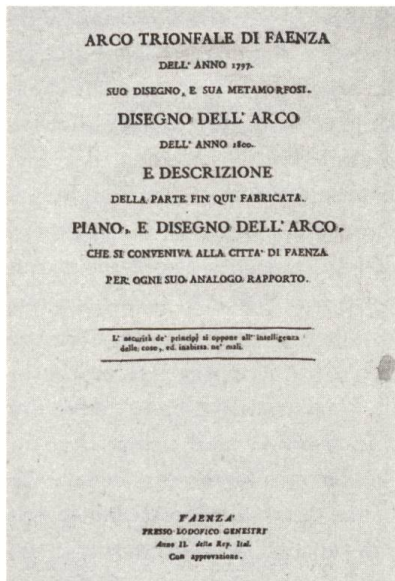 ARCO TRIONFALE DI FAENZA
DELL' ANNO 1797.
SUO DISEGNO, E SUA METAMORFOSI.
DISEGNO DELL' ARCO
DELL' ANNO 1800.
E DESCRIZIONE
DELLA PARTE FIN QUI' FABRICATA.
PIANO, E DISEGNO DELL' ARCO,
CHE SI CONVENIVA ALLA CITTA' DI FAENZA
PER OGNI SUO ANALOGO RAPPORTO.
L' oscurità de' principj si oppone all' intelligenza
delle cose, ed inabissa ne' mali.
FAENZA
PRESSO LODOFICO GENESTRI
Anno II. della Rep. Ital.
Con approvazione.